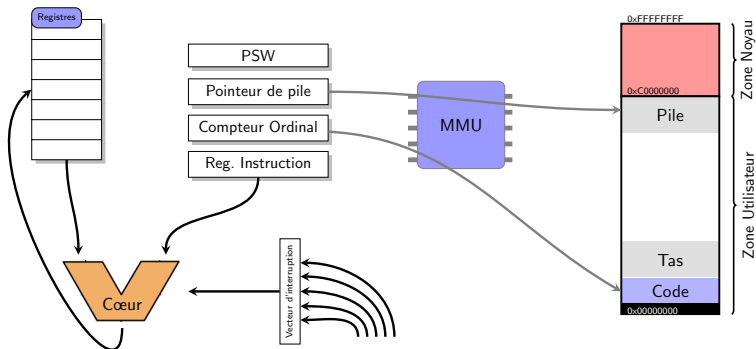 Registres
PSW
Pointeur de pile
Compteur Ordinal
Reg. Instruction
Cœur
Vecteur d'interruption
MMU
0xFFFFFFFF
0xC0000000
Pile
Tas
Code
0x00000000
Zone Noyau
Zone Utilisateur